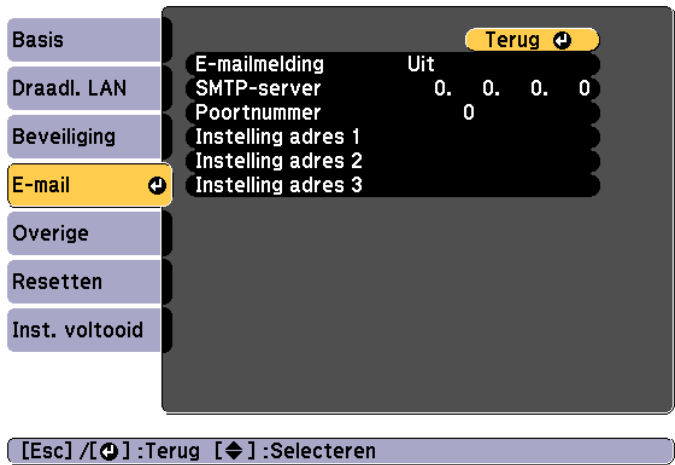 Basis
Draadl. LAN
Beveiliging
E-mail
Overige
Resetten
Inst. voltooid
Terug
E-mailmelding Uit
SMTP-server 0. 0. 0. 0
Poortnummer 0
Instelling adres 1
Instelling adres 2
Instelling adres 3
[Esc] /[ ] :Terug [ ] :Selecteren